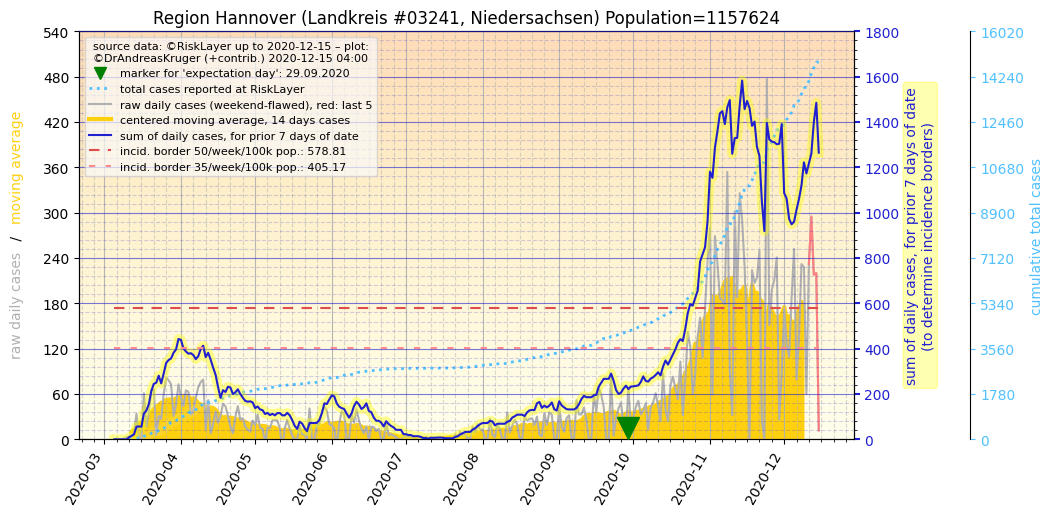 Region Hannover (Landkreis #03241, Niedersachsen) Population=1157624
source data: ©RiskLayer up to 2020-12-15 – plot:
©DrAndreasKruger (+contrib.) 2020-12-15 04:00
marker for 'expectation day': 29.09.2020
total cases reported at RiskLayer
raw daily cases (weekend-flawed), red: last 5
centered moving average, 14 days cases
sum of daily cases, for prior 7 days of date
incid. border 50/week/100k pop.: 578.81
incid. border 35/week/100k pop.: 405.17
raw daily cases / moving average
540
480
420
360
300
240
180
120
60
0
2020-03
2020-04
2020-05
2020-06
2020-07
2020-08
2020-09
2020-10
2020-11
2020-12
1800
1600
1400
1200
1000
800
600
400
200
0
sum of daily cases, for prior 7 days of date
(to determine incidence borders)
16020
14240
12460
10680
8900
7120
5340
3560
1780
0
cumulative total cases